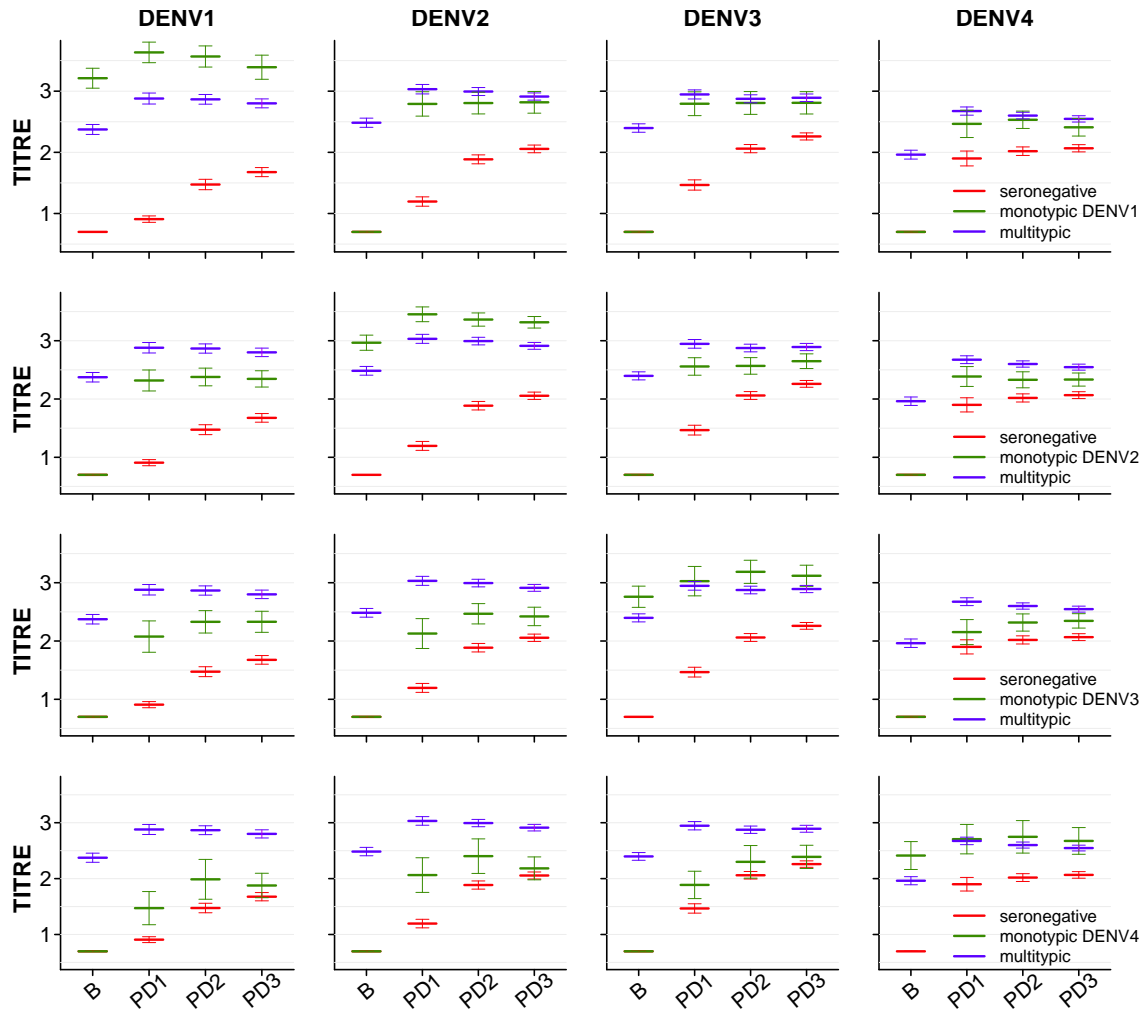 DENV1 DENV2 DENV3 DENV4
TITRE
3
2
1
seronegative
monotypic DENV1
multitypic
TITRE
3
2
1
seronegative
monotypic DENV2
multitypic
TITRE
3
2
1
seronegative
monotypic DENV3
multitypic
TITRE
3
2
1
seronegative
monotypic DENV4
multitypic
B PD1 PD2 PD3 B PD1 PD2 PD3 B PD1 PD2 PD3 B PD1 PD2 PD3